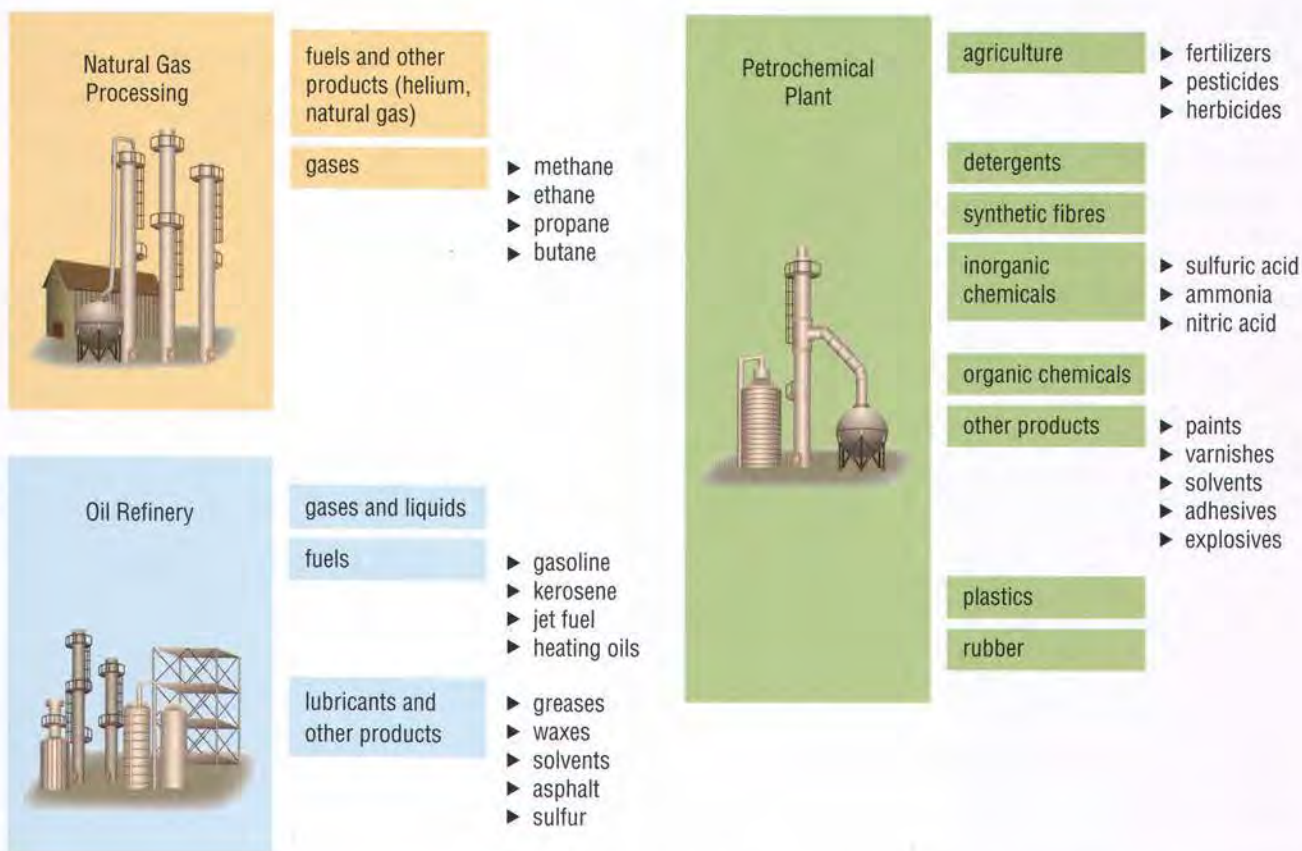 Natural Gas
Processing
fuels and other
products (helium,
natural gas)
gases
► methane
► ethane
► propane
► butane
Oil Refinery
gases and liquids
fuels
► gasoline
► kerosene
► jet fuel
► heating oils
lubricants and
other products
► greases
► waxes
► solvents
► asphalt
► sulfur
Petrochemical
Plant
agriculture
► fertilizers
► pesticides
► herbicides
detergents
synthetic fibres
inorganic
chemicals
► sulfuric acid
► ammonia
► nitric acid
organic chemicals
other products
► paints
► varnishes
► solvents
► adhesives
► explosives
plastics
rubber